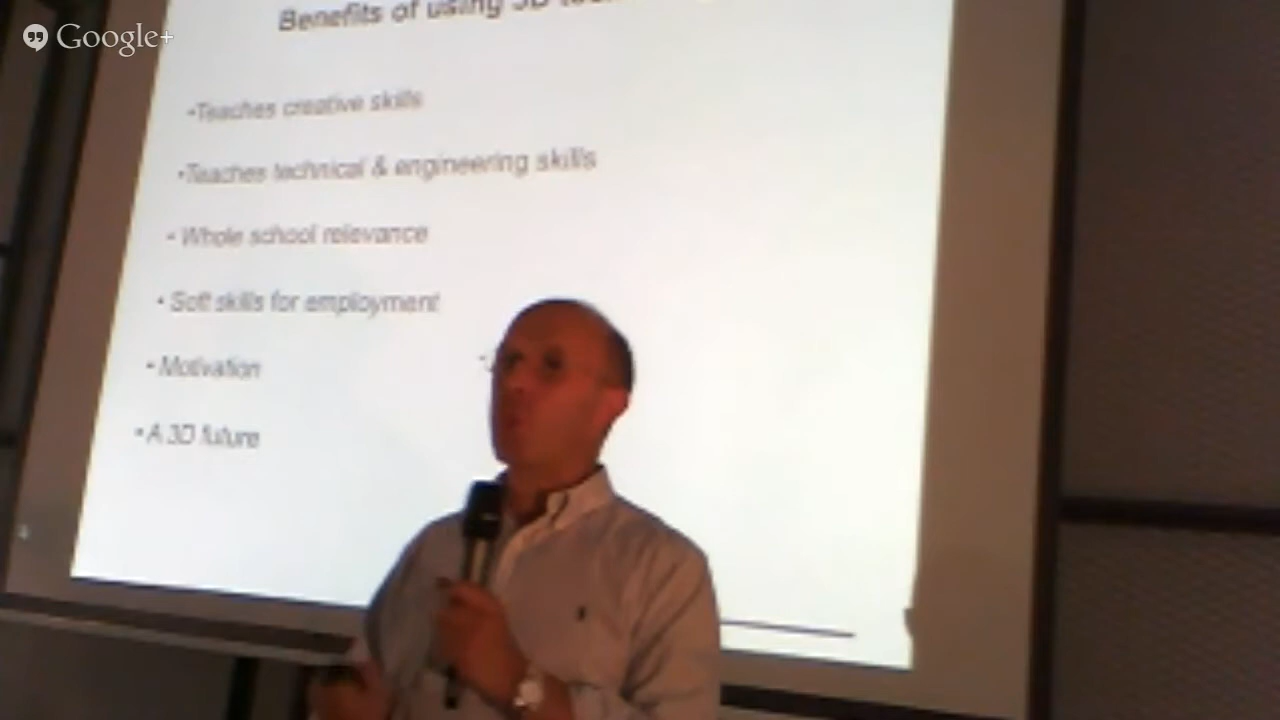 Google+
Benefits of using 3D
•Teaches creative skills
•Teaches technical & engineering skills
• Whole school relevance
• Soft skills for employment
• Motivation
• A 3D future